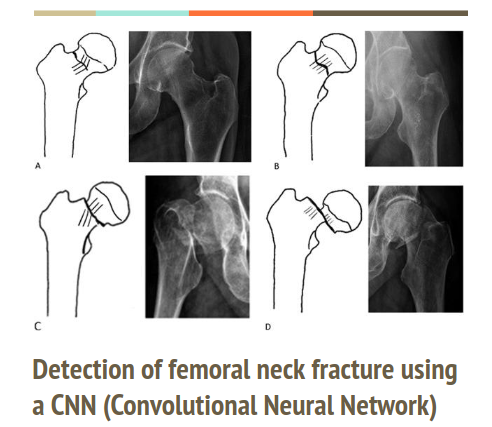 A
B
C
D
Detection of femoral neck fracture using
a CNN (Convolutional Neural Network)